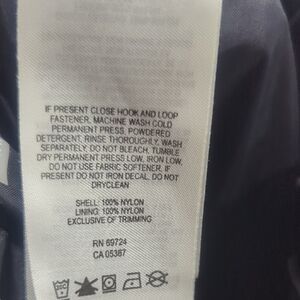 IF PRESENT CLOSE HOOK AND LOOP
FASTENER, MACHINE WASH COLD
PERMANENT PRESS, POWDERED
DETERGENT, RINSE THOROUGHLY, WASH
SEPARATELY, DO NOT BLEACH, TUMBLE
DRY PERMANENT PRESS LOW, IRON LOW,
DO NOT USE FABRIC SOFTENER, IF
PRESENT DO NOT IRON DECAL, DO NOT
DRYCLEAN
SHELL: 100% NYLON
LINING: 100% NYLON
EXCLUSIVE OF TRIMMING
RN 69724
CA 05367